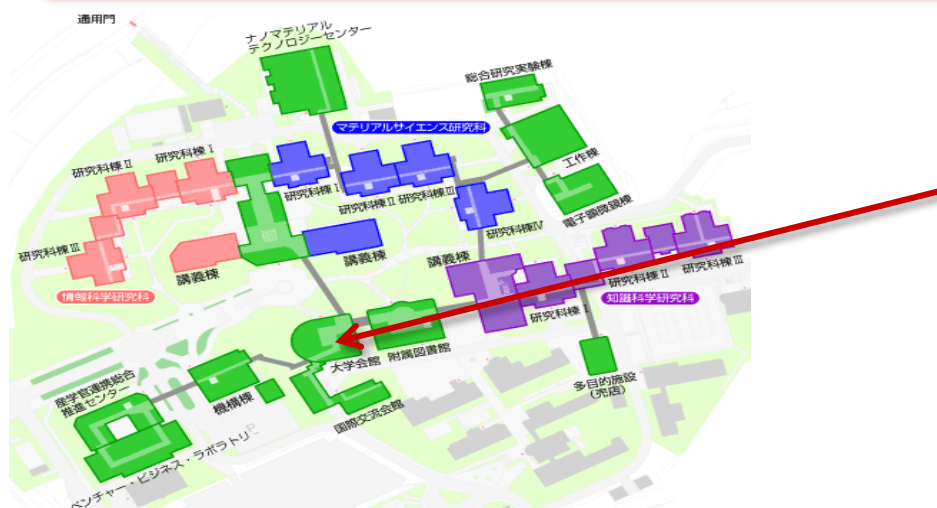 通用門
ナノマテリアル
テクノロジーセンター
総合研究実験棟
マテリアルサイエンス研究科
研究科棟Ⅰ
研究科棟Ⅱ
工作棟
研究科棟Ⅰ
研究科棟Ⅱ
研究科棟Ⅲ
電子顕微鏡棟
研究科棟Ⅳ
研究科棟Ⅲ
講義棟
講義棟
講義棟
研究科棟Ⅱ
研究科棟Ⅲ
情報科学研究科
知識科学研究科
研究科棟Ⅰ
大学会館
附属図書館
多目的施設
(売店)
産学官連携総合
推進センター
機構棟
国際交流会館
ベンチャー・ビジネス・ラボラトリ